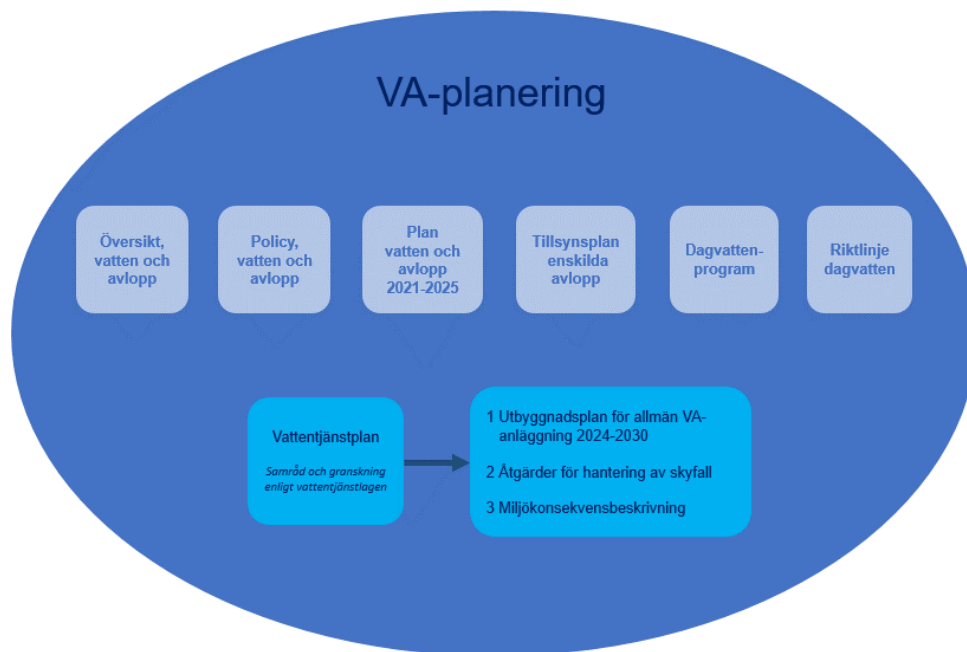 VA-planering
Översikt,
vatten och
avlopp
Policy,
vatten och
avlopp
Plan
vatten och
avlopp
2021-2025
Tillsynsplan
enskilda
avlopp
Dagvatten-
program
Riktlinje
dagvatten
Vattentjänstplan
Samråd och granskning
enligt vattentjänstlagen
1 Utbyggnadsplan för allmän VA-
anläggning 2024-2030
2 Åtgärder för hantering av skyfall
3 Miljökonsekvensbeskrivning